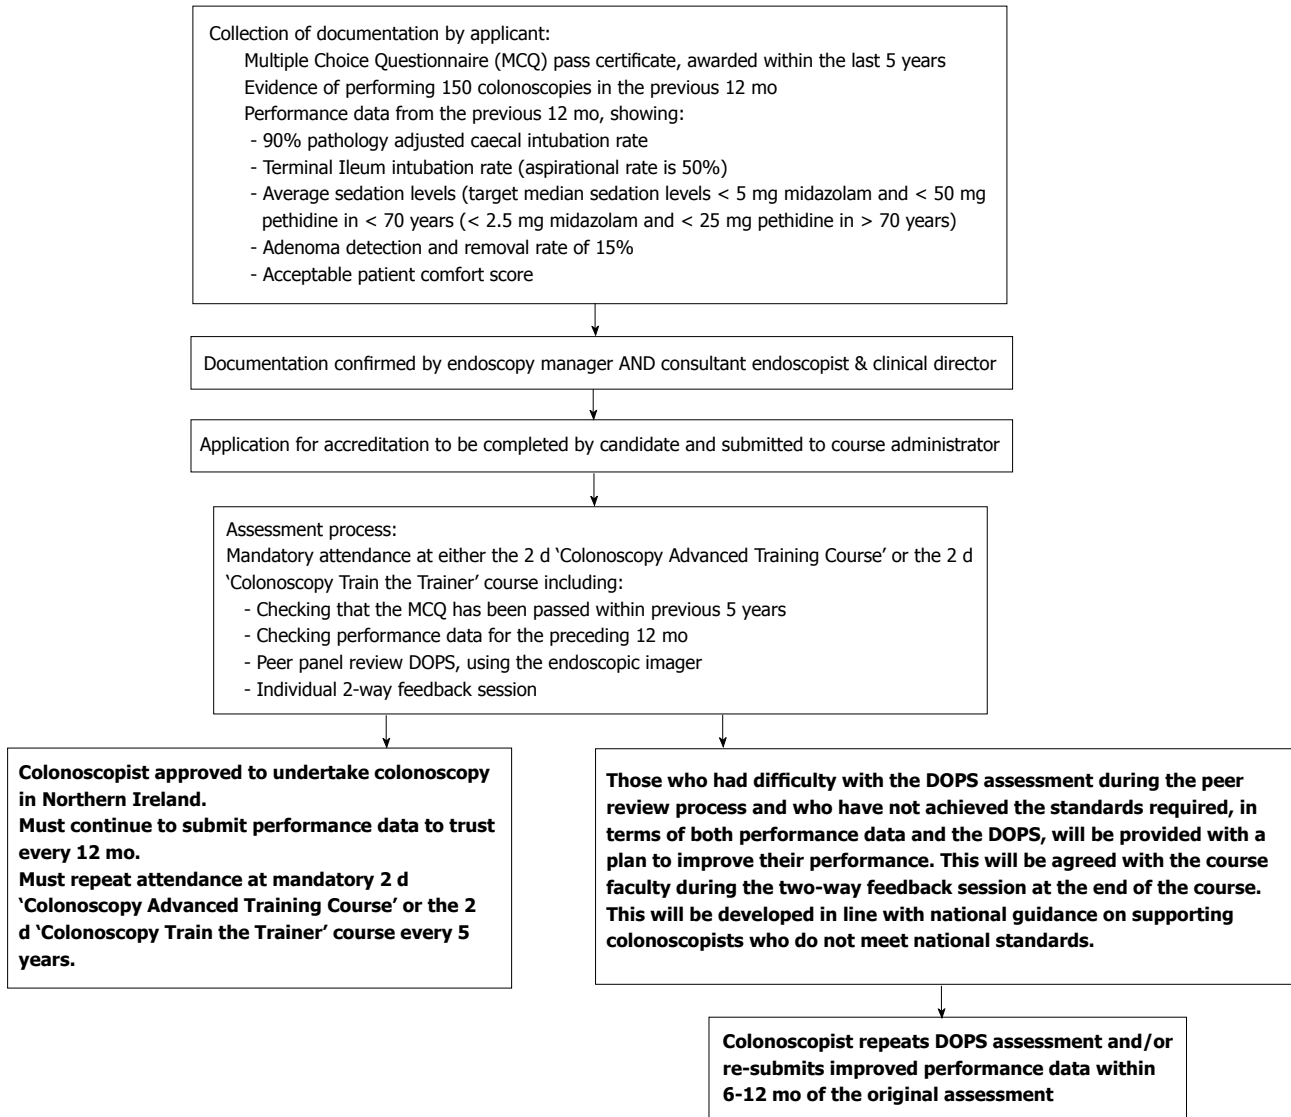 Collection of documentation by applicant:
Multiple Choice Questionnaire (MCQ) pass certificate, awarded within the last 5 years
Evidence of performing 150 colonoscopies in the previous 12 mo
Performance data from the previous 12 mo, showing:
- 90% pathology adjusted caecal intubation rate
- Terminal Ileum intubation rate (aspirational rate is 50%)
- Average sedation levels (target median sedation levels < 5 mg midazolam and < 50 mg
pethidine in < 70 years (< 2.5 mg midazolam and < 25 mg pethidine in > 70 years)
- Adenoma detection and removal rate of 15%
- Acceptable patient comfort score
Documentation confirmed by endoscopy manager AND consultant endoscopist & clinical director
Application for accreditation to be completed by candidate and submitted to course administrator
Assessment process:
Mandatory attendance at either the 2 d ‘Colonoscopy Advanced Training Course’ or the 2 d
‘Colonoscopy Train the Trainer’ course including:
- Checking that the MCQ has been passed within previous 5 years
- Checking performance data for the preceding 12 mo
- Peer panel review DOPS, using the endoscopic imager
- Individual 2-way feedback session
Colonoscopist approved to undertake colonoscopy
in Northern Ireland.
Must continue to submit performance data to trust
every 12 mo.
Must repeat attendance at mandatory 2 d
‘Colonoscopy Advanced Training Course’ or the 2
d ‘Colonoscopy Train the Trainer’ course every 5
years.
Those who had difficulty with the DOPS assessment during the peer
review process and who have not achieved the standards required, in
terms of both performance data and the DOPS, will be provided with a
plan to improve their performance. This will be agreed with the course
faculty during the two-way feedback session at the end of the course.
This will be developed in line with national guidance on supporting
colonoscopists who do not meet national standards.
Colonoscopist repeats DOPS assessment and/or
re-submits improved performance data within
6-12 mo of the original assessment